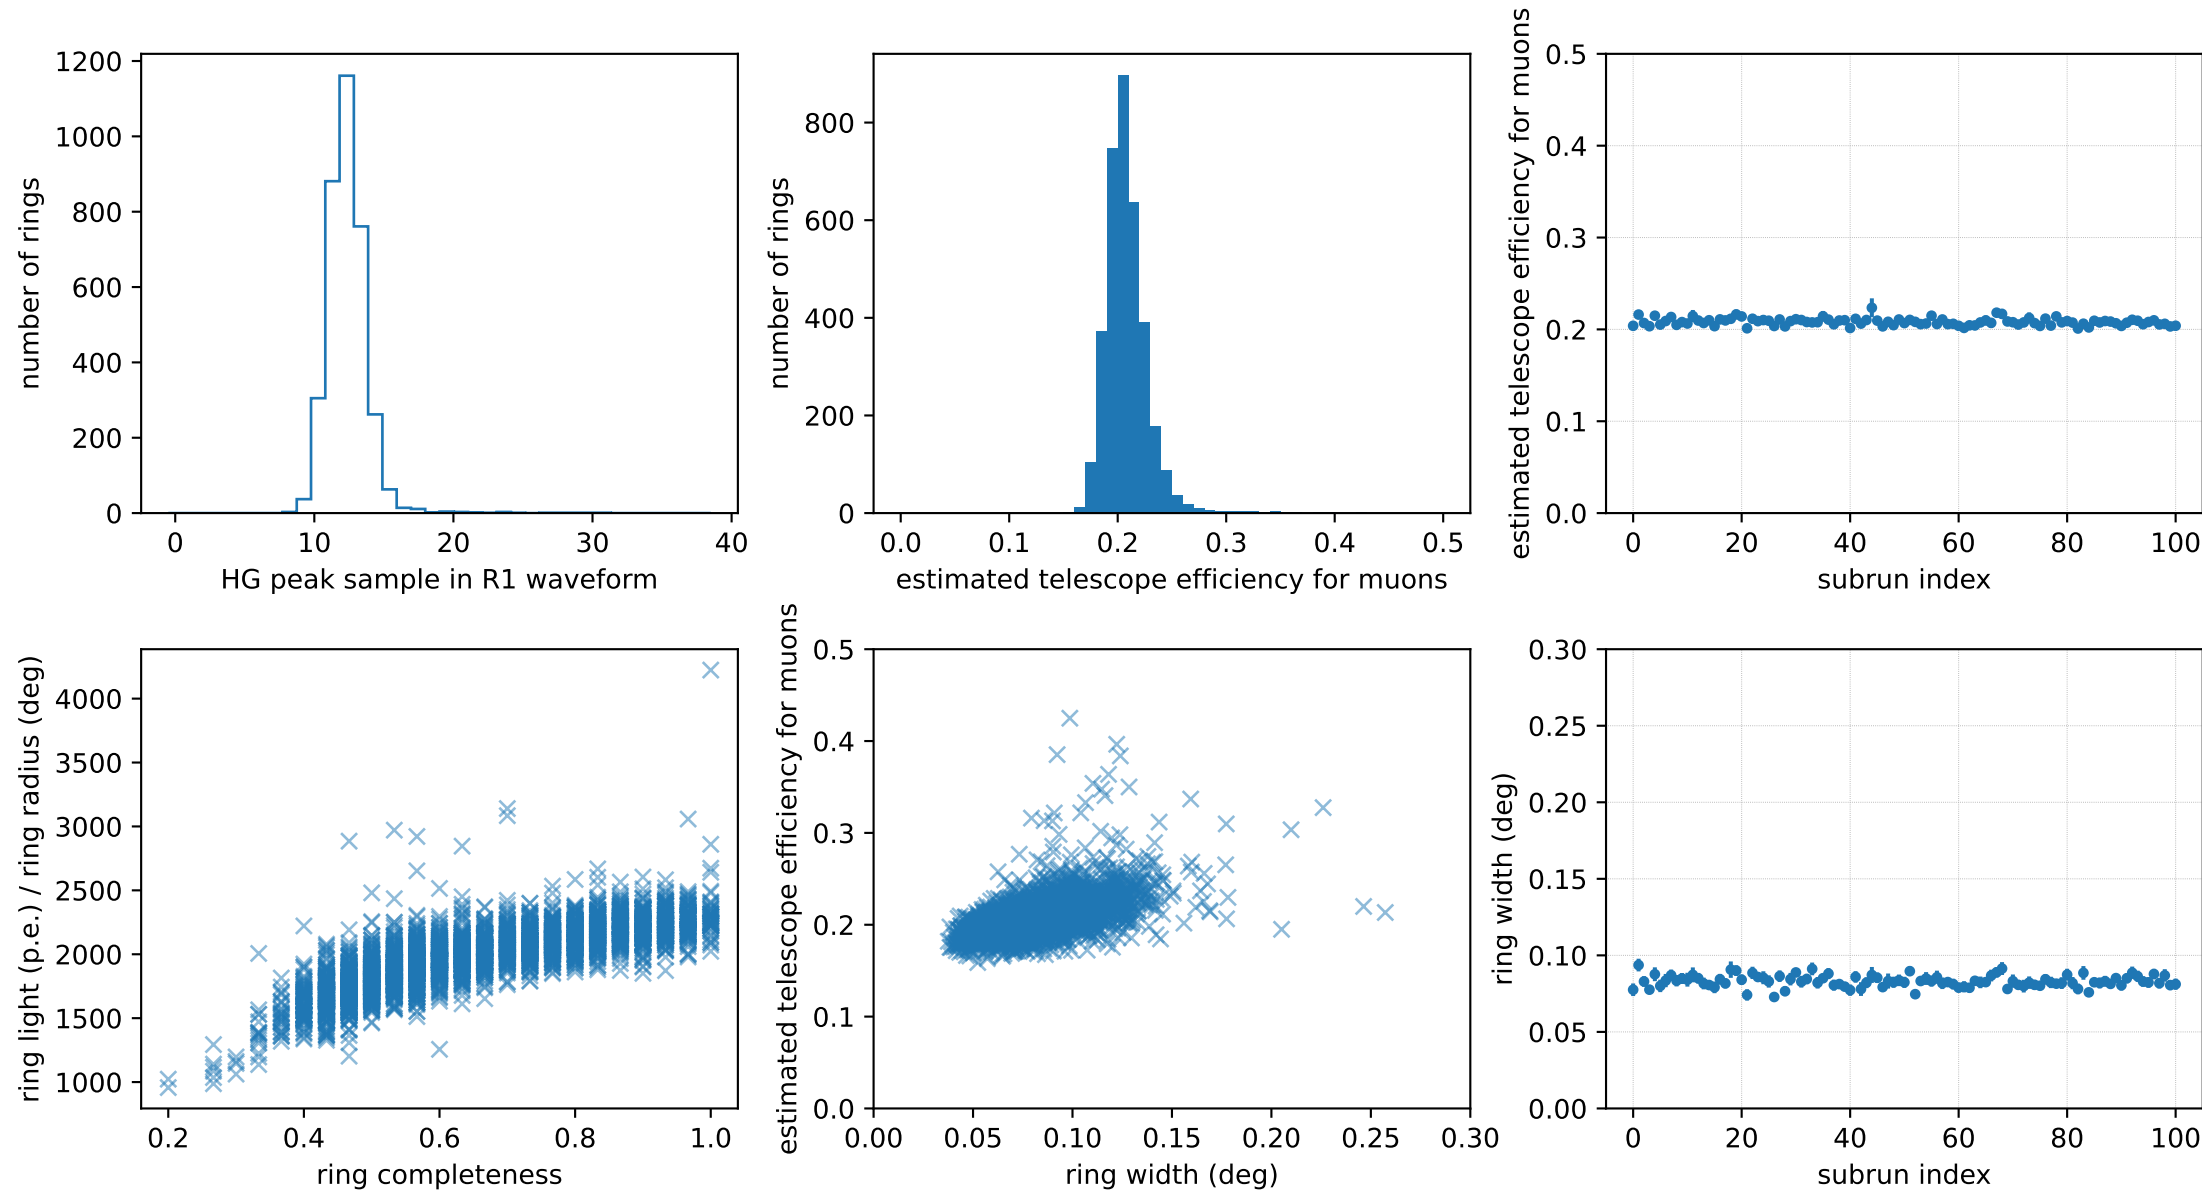 number of rings
1200
1000
800
600
400
200
0
0 10 20 30 40
HG peak sample in R1 waveform
number of rings
800
600
400
200
0
0.0 0.1 0.2 0.3 0.4 0.5
estimated telescope efficiency for muons
estimated telescope efficiency for muons
0.5
0.4
0.3
0.2
0.1
0.0
0 20 40 60 80 100
subrun index
ring light (p.e.) / ring radius (deg)
4000
3500
3000
2500
2000
1500
1000
0.2 0.4 0.6 0.8 1.0
ring completeness
estimated telescope efficiency for muons
0.5
0.4
0.3
0.2
0.1
0.0
0.00 0.05 0.10 0.15 0.20 0.25 0.30
ring width (deg)
ring width (deg)
0.30
0.25
0.20
0.15
0.10
0.05
0.00
0 20 40 60 80 100
subrun index